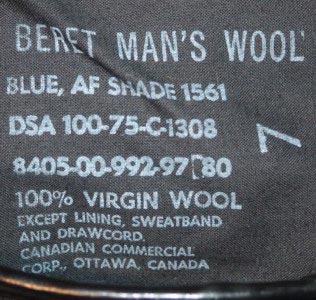 BERET MAN'S WOOL
BLUE, AF SHADE 1561
DSA 100-75-C-1308
7
8405-00-992-9780
100% VIRGIN WOOL
EXCEPT LINING, SWEATBAND
AND DRAWCORD
CANADIAN COMMERCIAL
CORP., OTTAWA, CANADA